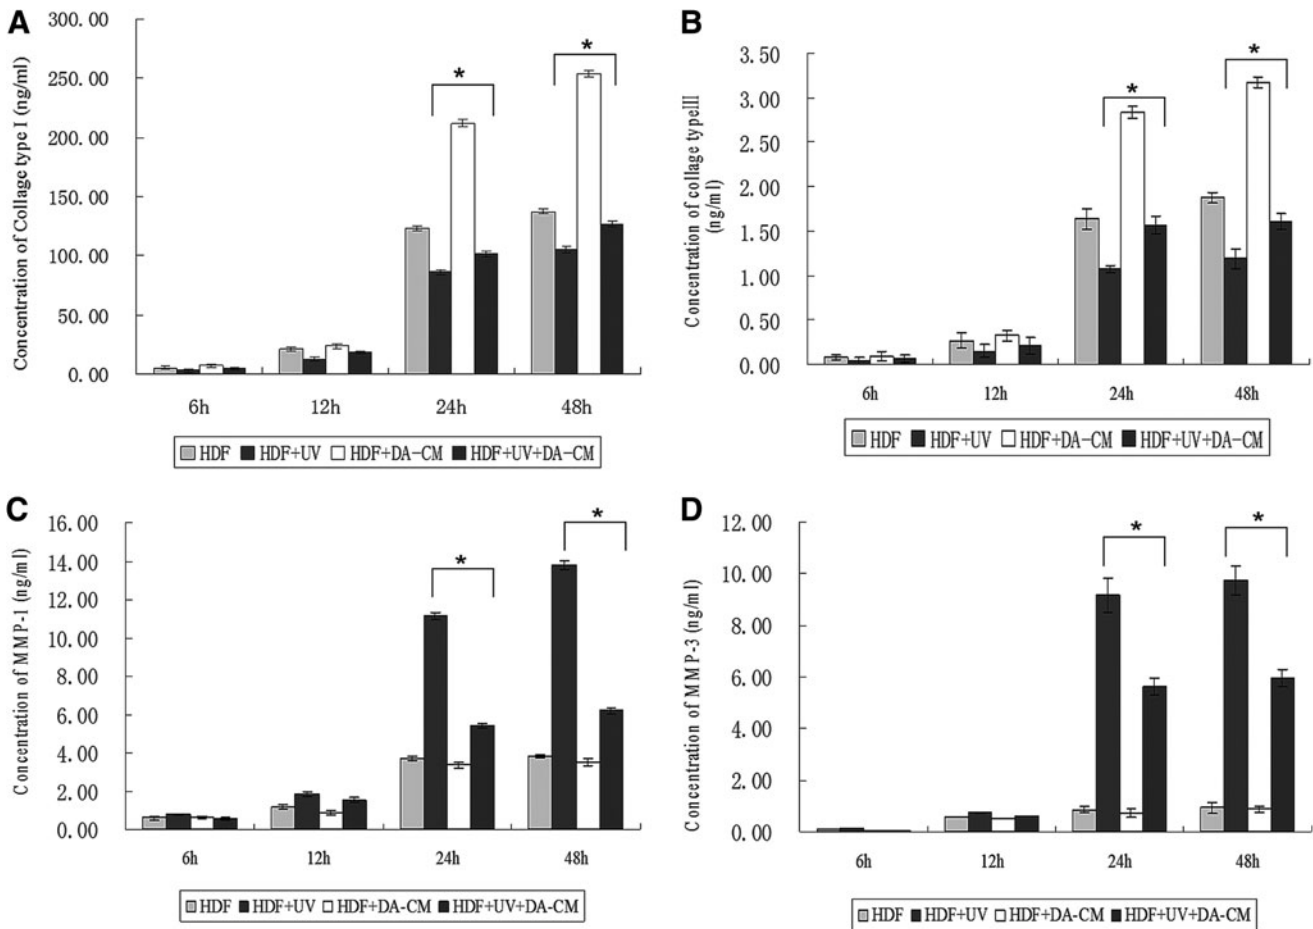 A
Concentration of Collage type I (ng/ml)
300. 00
250. 00
200. 00
150. 00
100. 00
50. 00
0. 00
*
*
6h 12h 24h 48h
HDF HDF+UV HDF+DA-CM HDF+UV+DA-CM
B
Concentration of collage typeIII
(ng/ml)
3. 50
3. 00
2. 50
2. 00
1. 50
1. 00
0. 50
0. 00
*
*
6h 12h 24h 48h
HDF HDF+UV HDF+DA-CM HDF+UV+DA-CM
C
Concentration of MMP-1 (ng/ml)
16. 00
14. 00
12. 00
10. 00
8. 00
6. 00
4. 00
2. 00
0. 00
*
*
6h 12h 24h 48h
HDF HDF+UV HDF+DA-CM HDF+UV+DA-CM
D
Concentration of MMP-3 (ng/ml)
12. 00
10. 00
8. 00
6. 00
4. 00
2. 00
0. 00
*
*
6h 12h 24h 48h
HDF HDF+UV HDF+DA-CM HDF+UV+DA-CM